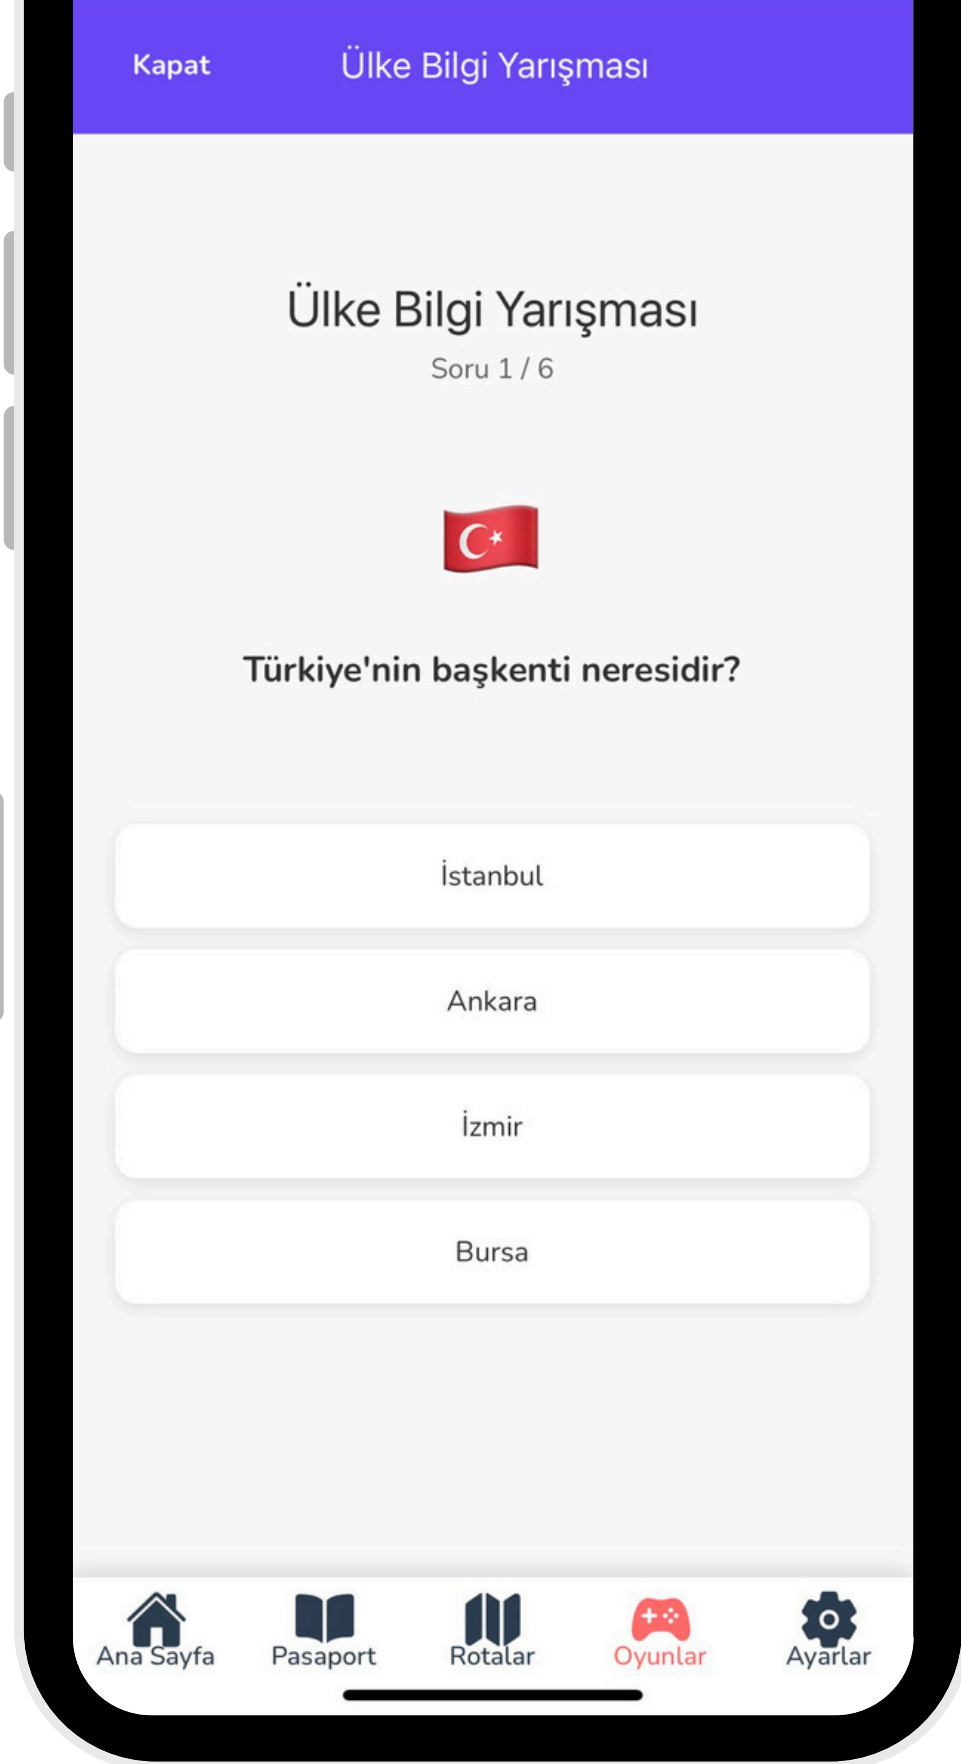 Kapat
Ülke Bilgi Yarışması
Ülke Bilgi Yarışması
Soru 1 / 6
Türkiye'nin başkenti neresidir?
İstanbul
Ankara
İzmir
Bursa
Ana Sayfa
Pasaport
Rotalar
Oyunlar
Ayarlar